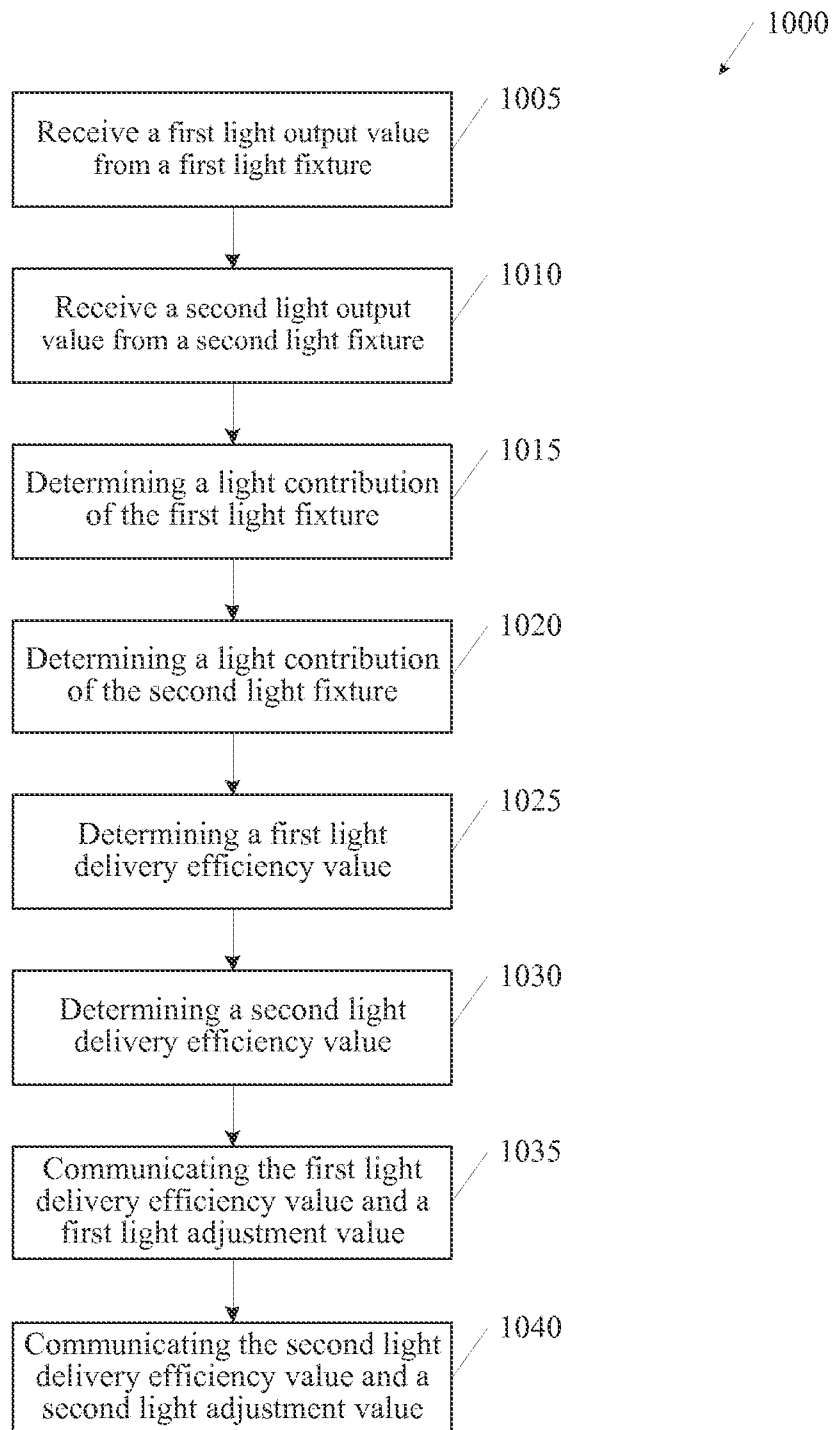 1000
1005
Receive a first light output value
from a first light fixture
1010
Receive a second light output
value from a second light fixture
1015
Determining a light contribution
of the first light fixture
1020
Determining a light contribution
of the second light fixture
1025
Determining a first light
delivery efficiency value
1030
Determining a second light
delivery efficiency value
1035
Communicating the first light
delivery efficiency value and a
first light adjustment value
1040
Communicating the second light
delivery efficiency value and a
second light adjustment value